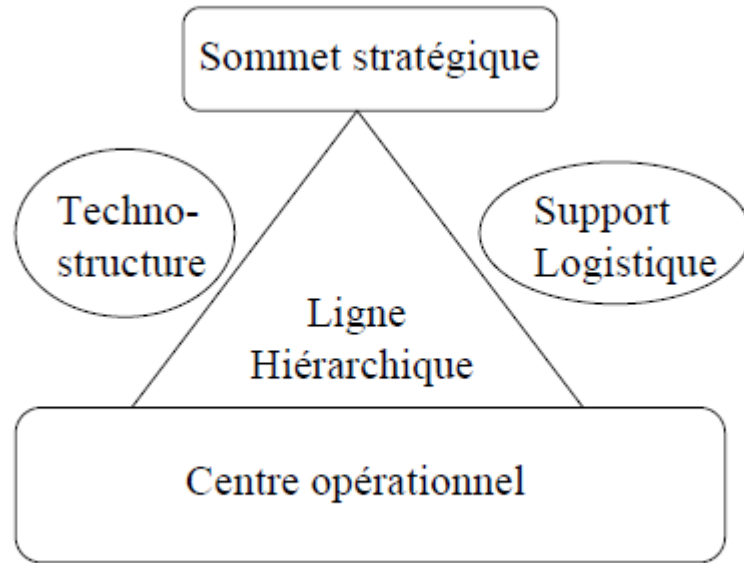 Sommet stratégique
Techno-
structure
Support
Logistique
Ligne
Hiérarchique
Centre opérationnel